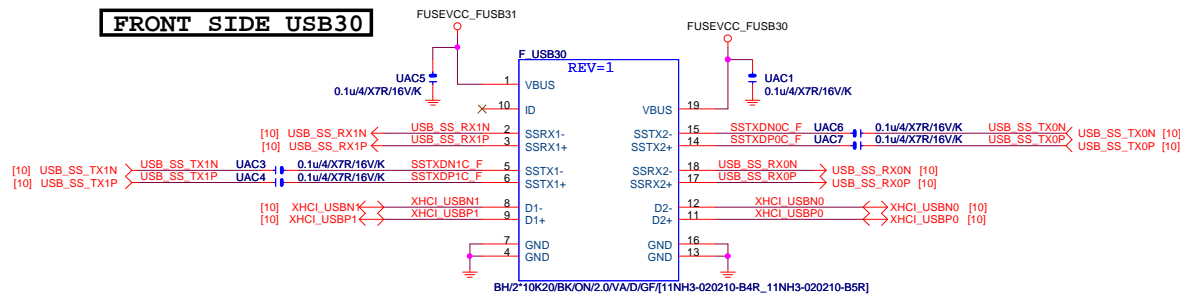 FRONT SIDE USB30
FUSEVCC_FUSB31
FUSEVCC_FUSB30
F_USB30
REV=1
UAC5
0.1u/4/X7R/16V/K
1 VBUS
UAC1
0.1u/4/X7R/16V/K
10 ID
VBUS 19
[10] USB_SS_RX1N USB_SS_RX1N 2 SSRX1-
[10] USB_SS_RX1P USB_SS_RX1P 3 SSRX1+
SSTX2- 15 SSTXDN0C_F UAC6 0.1u/4/X7R/16V/K USB_SS_TX0N USB_SS_TX0N [10]
SSTX2+ 14 SSTXDP0C_F UAC7 0.1u/4/X7R/16V/K USB_SS_TX0P USB_SS_TX0P [10]
[10] USB_SS_TX1N USB_SS_TX1N UAC3 0.1u/4/X7R/16V/K SSTXDN1C_F 5 SSTX1-
[10] USB_SS_TX1P USB_SS_TX1P UAC4 0.1u/4/X7R/16V/K SSTXDP1C_F 6 SSTX1+
SSRX2- 18 USB_SS_RX0N USB_SS_RX0N [10]
SSRX2+ 17 USB_SS_RX0P USB_SS_RX0P [10]
[10] XHCI_USBN1 XHCI_USBN1 8 D1-
[10] XHCI_USBP1 XHCI_USBP1 9 D1+
D2- 12 XHCI_USBN0 XHCI_USBN0 [10]
D2+ 11 XHCI_USBP0 XHCI_USBP0 [10]
7 GND
4 GND
GND 16
GND 13
BH/2*10K20/BK/ON/2.0/VA/D/GF/[11NH3-020210-B4R_11NH3-020210-B5R]